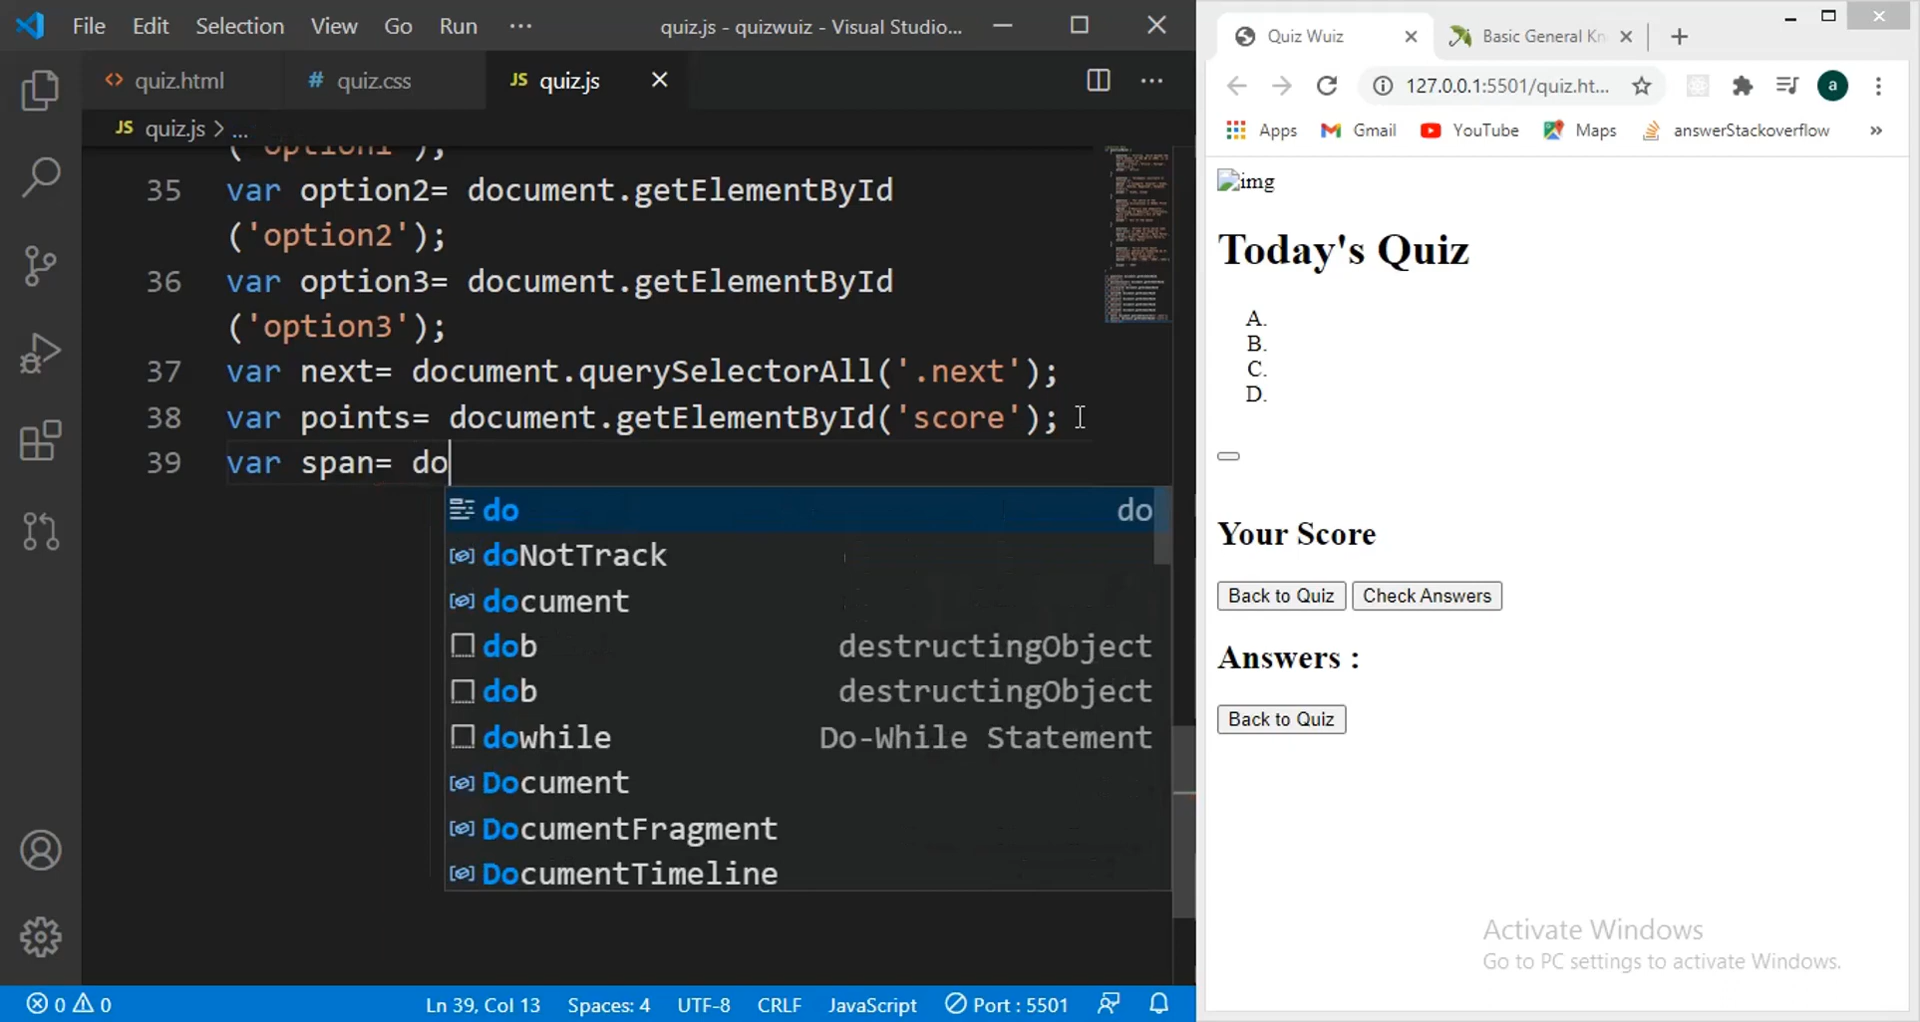 File Edit Selection View Go Run ··· quiz.js - quizwuiz - Visual Studio...
quiz.html quiz.css JS quiz.js
JS quiz.js > ...
('option1');
35 var option2= document.getElementById
('option2');
36 var option3= document.getElementById
('option3');
37 var next= document.querySelectorAll('.next');
38 var points= document.getElementById('score');
39 var span= do
do do
doNotTrack
document
dob destructingObject
dob destructingObject
dowhile Do-While Statement
Document
DocumentFragment
DocumentTimeline
0 0 Ln 39, Col 13 Spaces: 4 UTF-8 CRLF JavaScript Port : 5501
Quiz Wuiz Basic General Kn
127.0.0.1:5501/quiz.ht... a
Apps Gmail YouTube Maps answerStackoverflow »
img
Today's Quiz
A.
B.
C.
D.
Your Score
Back to Quiz Check Answers
Answers :
Back to Quiz
Activate Windows
Go to PC settings to activate Windows.